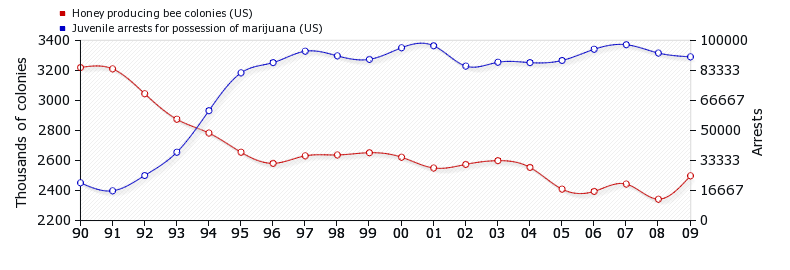 Honey producing bee colonies (US)
Juvenile arrests for possession of marijuana (US)
3400
3200
3000
2800
2600
2400
2200
Thousands of colonies
100000
83333
66667
50000
33333
16667
0
Arrests
90 91 92 93 94 95 96 97 98 99 00 01 02 03 04 05 06 07 08 09